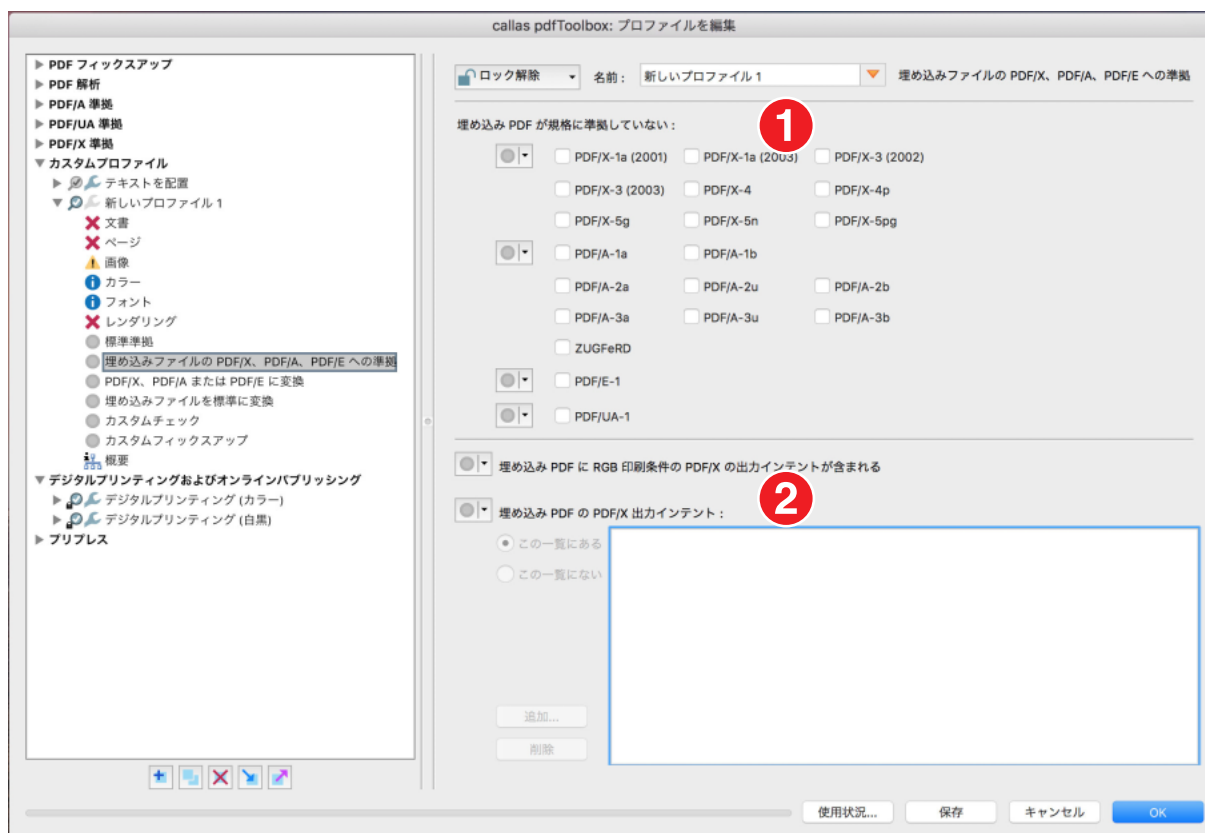 callas pdfToolbox: プロファイルを編集
PDF フィックスアップ
PDF 解析
PDF/A 準拠
PDF/UA 準拠
PDF/X 準拠
カスタムプロファイル
テキストを配置
新しいプロファイル 1
文書
ページ
画像
カラー
フォント
レンダリング
標準準拠
埋め込みファイルの PDF/X、PDF/A、PDF/E への準拠
PDF/X、PDF/A または PDF/E に変換
埋め込みファイルを標準に変換
カスタムチェック
カスタムフィックスアップ
概要
デジタルプリンティングおよびオンラインパブリッシング
デジタルプリンティング (カラー)
デジタルプリンティング (白黒)
プリプレス
ロック解除 名前： 新しいプロファイル 1 埋め込みファイルの PDF/X、PDF/A、PDF/E への準拠
埋め込み PDF が規格に準拠していない： 1
PDF/X-1a (2001) PDF/X-1a (2003) PDF/X-3 (2002)
PDF/X-3 (2003) PDF/X-4 PDF/X-4p
PDF/X-5g PDF/X-5n PDF/X-5pg
PDF/A-1a PDF/A-1b
PDF/A-2a PDF/A-2u PDF/A-2b
PDF/A-3a PDF/A-3u PDF/A-3b
ZUGFeRD
PDF/E-1
PDF/UA-1
埋め込み PDF に RGB 印刷条件の PDF/X の出力インテントが含まれる
埋め込み PDF の PDF/X 出力インテント： 2
この一覧にある
この一覧にない
追加...
削除
使用状況... 保存 キャンセル OK